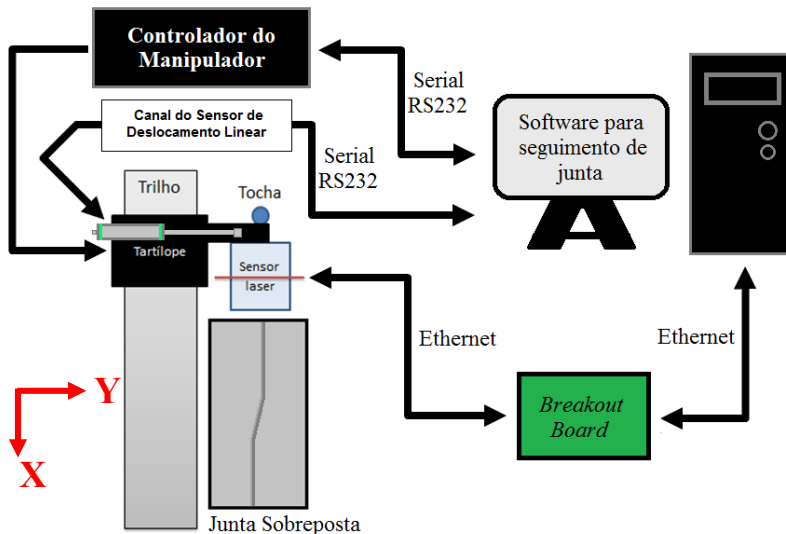 Controlador do
Manipulador
Canal do Sensor de
Deslocamento Linear
Serial
RS232
Serial
RS232
Software para
seguimento de
junta
Trilho
Tocha
Tartílope
Sensor
laser
Ethernet
Ethernet
Breakout
Board
Y
X
Junta Sobreposta